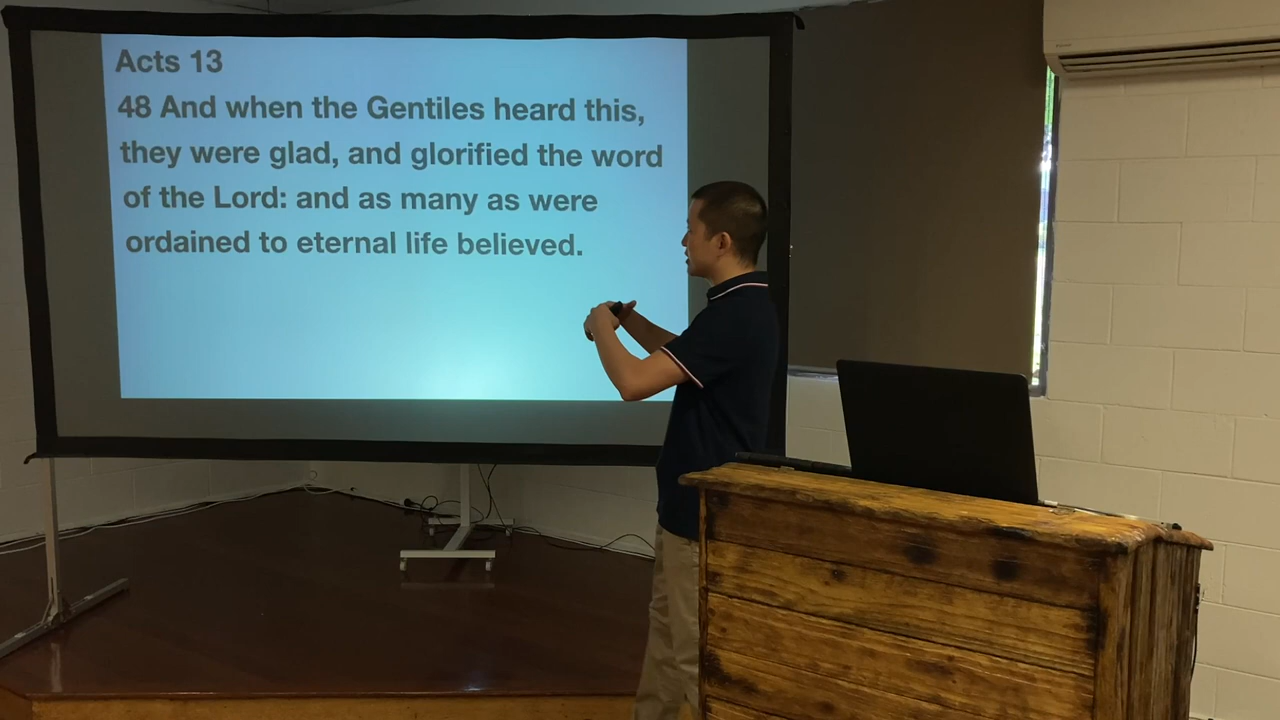 Acts 13
48 And when the Gentiles heard this,
they were glad, and glorified the word
of the Lord: and as many as were
ordained to eternal life believed.